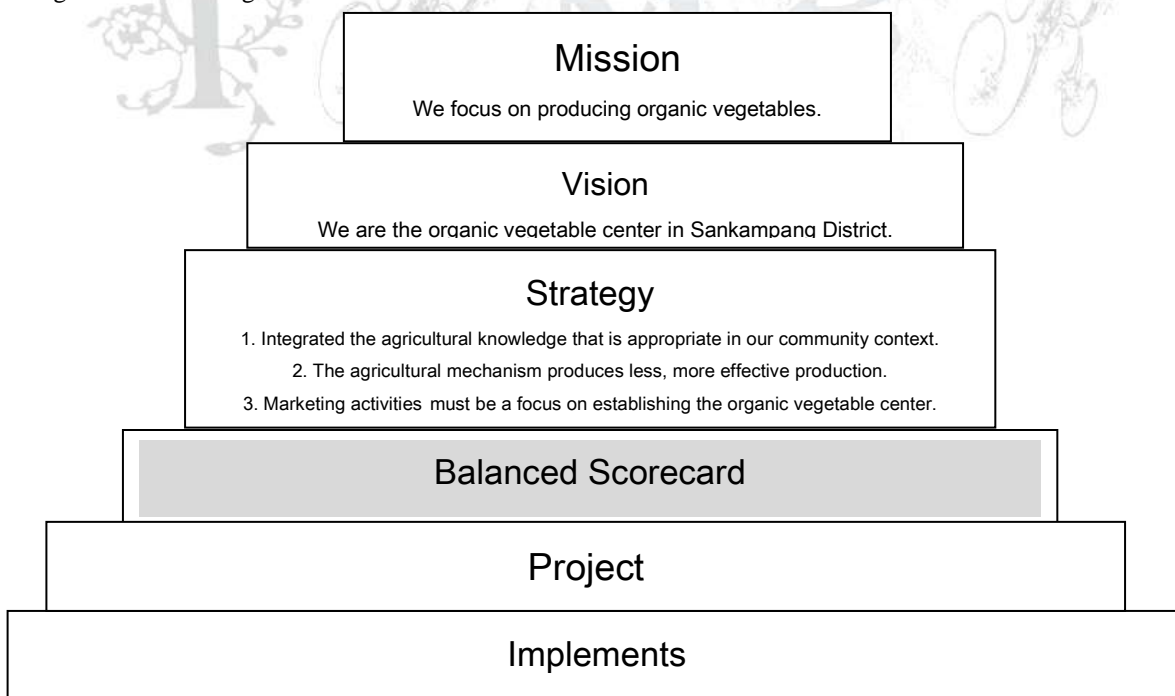 Mission
We focus on producing organic vegetables.
Vision
We are the organic vegetable center in Sankampang District.
Strategy
1. Integrated the agricultural knowledge that is appropriate in our community context.
2. The agricultural mechanism produces less, more effective production.
3. Marketing activities must be a focus on establishing the organic vegetable center.
Balanced Scorecard
Project
Implements